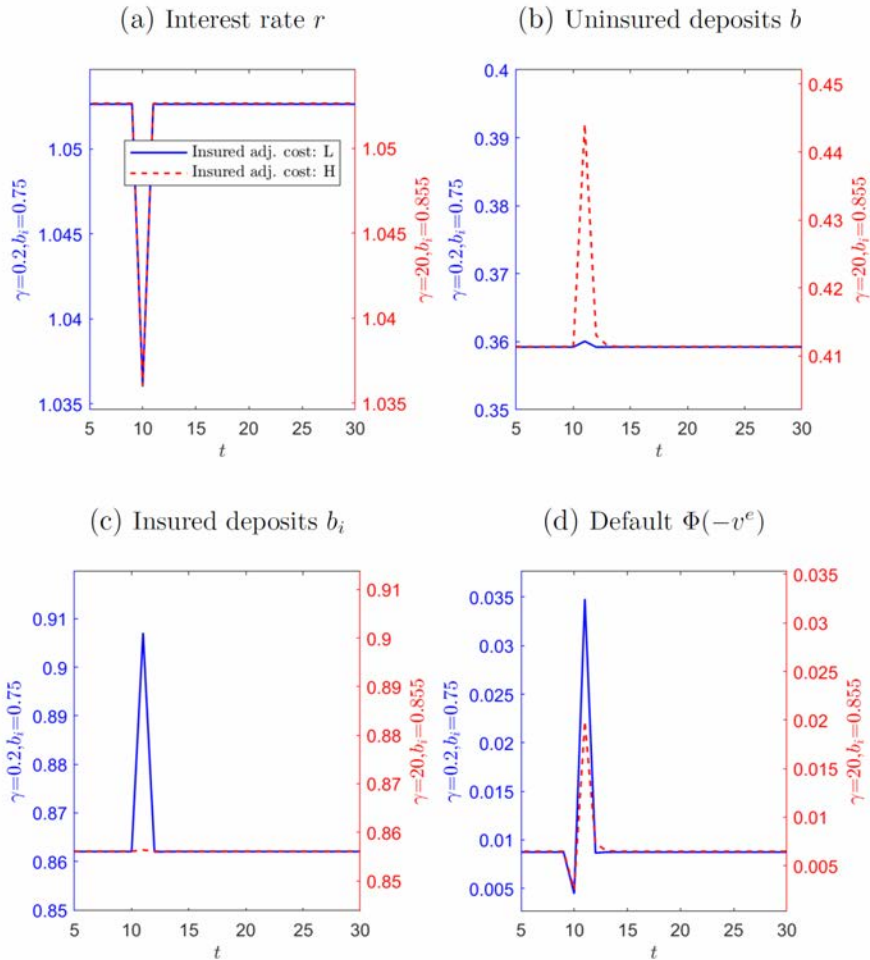 (a) Interest rate r
(b) Uninsured deposits b
1.05
1.045
1.04
1.035
γ=0.2,b_i=0.75
Insured adj. cost: L
Insured adj. cost: H
1.05
1.045
1.04
1.035
γ=20,b_i=0.855
5 10 15 20 25 30
t
0.4
0.39
0.38
0.37
0.36
0.35
γ=0.2,b_i=0.75
0.45
0.44
0.43
0.42
0.41
γ=20,b_i=0.855
5 10 15 20 25 30
t
(c) Insured deposits b_i
(d) Default Φ(−v^e)
0.91
0.9
0.89
0.88
0.87
0.86
0.85
γ=0.2,b_i=0.75
0.91
0.9
0.89
0.88
0.87
0.86
0.85
γ=20,b_i=0.855
5 10 15 20 25 30
t
0.035
0.03
0.025
0.02
0.015
0.01
0.005
γ=0.2,b_i=0.75
0.035
0.03
0.025
0.02
0.015
0.01
0.005
γ=20,b_i=0.855
5 10 15 20 25 30
t